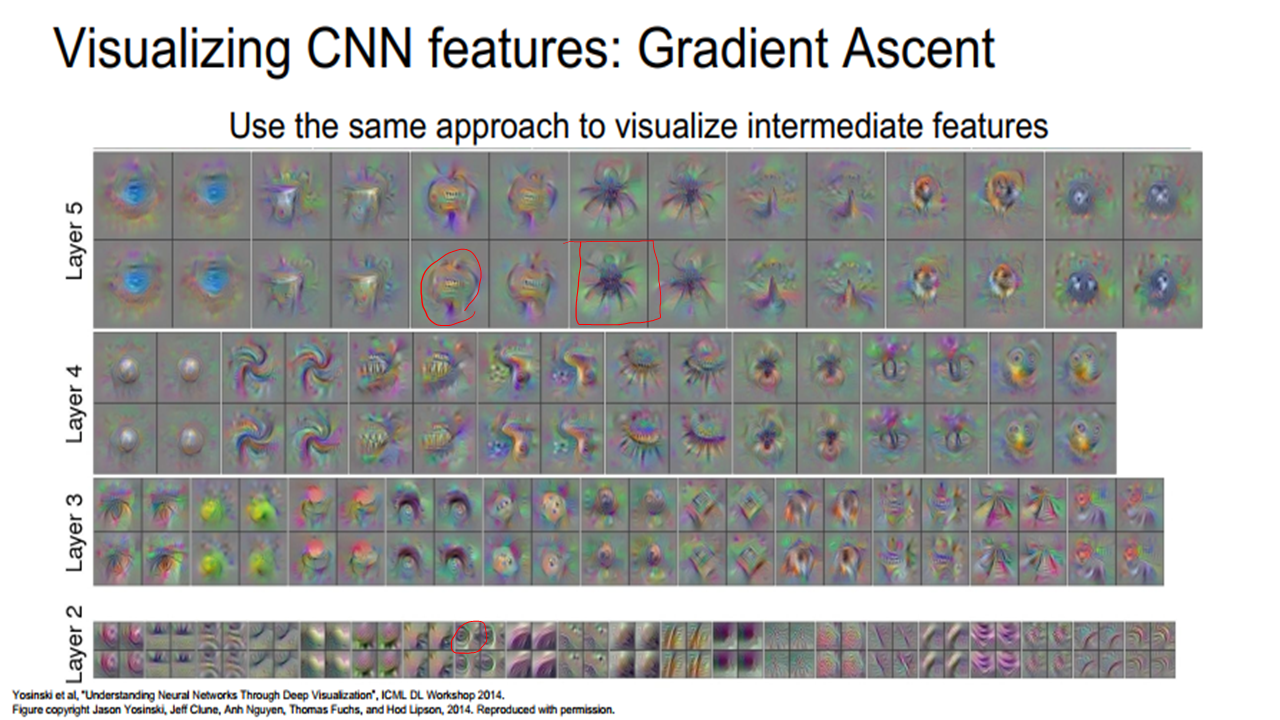 Visualizing CNN features: Gradient Ascent
Use the same approach to visualize intermediate features
Layer 5
Layer 4
Layer 3
Layer 2
Yosinski et al, "Understanding Neural Networks Through Deep Visualization", ICML DL Workshop 2014.
Figure copyright Jason Yosinski, Jeff Clune, Anh Nguyen, Thomas Fuchs, and Hod Lipson, 2014. Reproduced with permission.